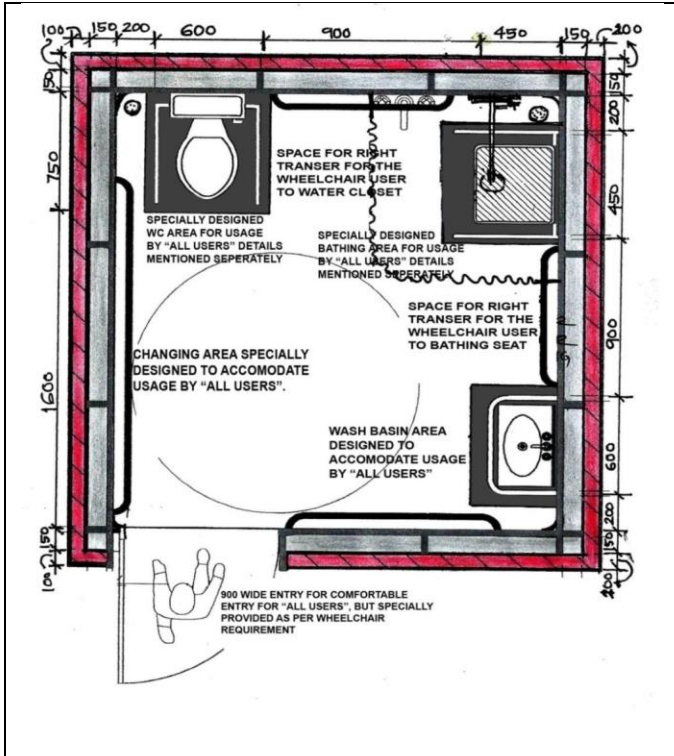 100 150 200 600 900 450 150 200
150
750
1600
150
100
150
200
450
900
600
200
150
200
SPACE FOR RIGHT
TRANSER FOR THE
WHEELCHAIR USER
TO WATER CLOSET
SPECIALLY DESIGNED
WC AREA FOR USAGE
BY “ALL USERS” DETAILS
MENTIONED SEPERATELY
SPECIALLY DESIGNED
BATHING AREA FOR USAGE
BY “ALL USERS” DETAILS
MENTIONED SEPERATELY
SPACE FOR RIGHT
TRANSER FOR THE
WHEELCHAIR USER
TO BATHING SEAT
CHANGING AREA SPECIALLY
DESIGNED TO ACCOMODATE
USAGE BY “ALL USERS”.
WASH BASIN AREA
DESIGNED TO
ACCOMODATE USAGE
BY “ALL USERS”
900 WIDE ENTRY FOR COMFORTABLE
ENTRY FOR “ALL USERS”, BUT SPECIALLY
PROVIDED AS PER WHEELCHAIR
REQUIREMENT